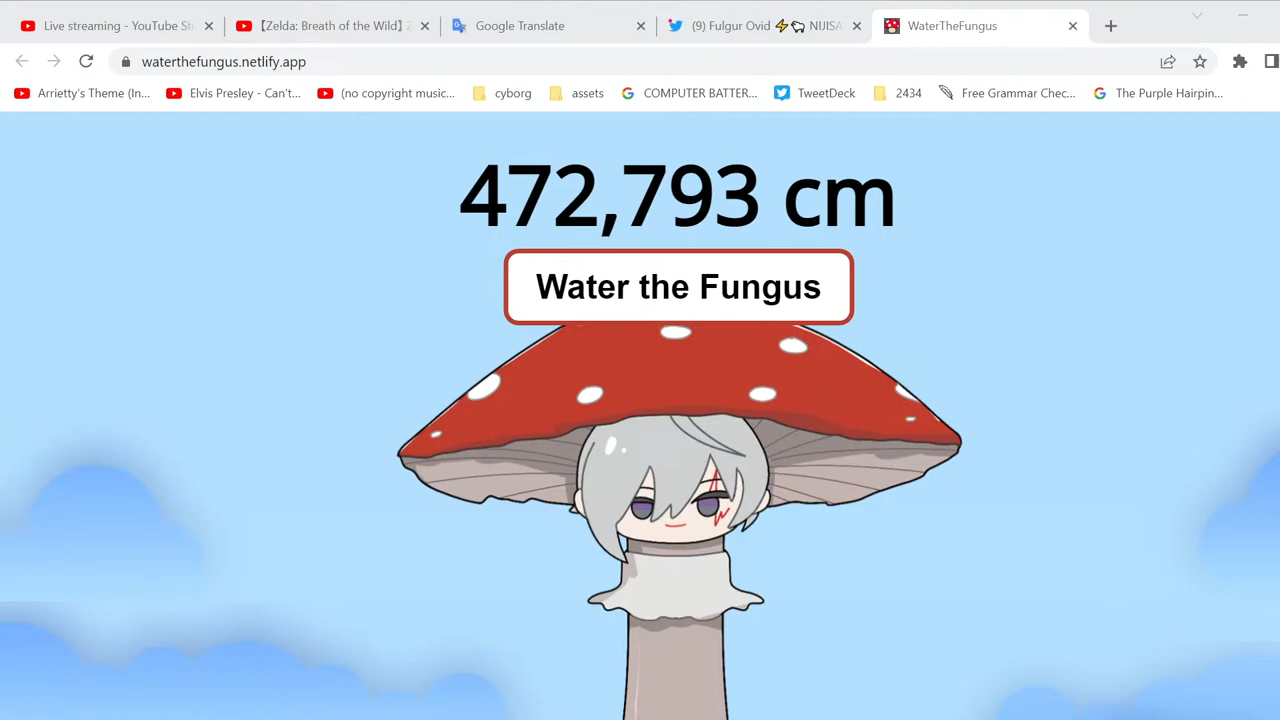 Live streaming - YouTube St
【Zelda: Breath of the Wild】
Google Translate
(9) Fulgur Ovid ⚡🐑 NIJISA
WaterTheFungus
waterthefungus.netlify.app
Arrietty's Theme (In...
Elvis Presley - Can't...
(no copyright music...
cyborg
assets
COMPUTER BATTER...
TweetDeck
2434
Free Grammar Chec...
The Purple Hairpin...
472,793 cm
Water the Fungus